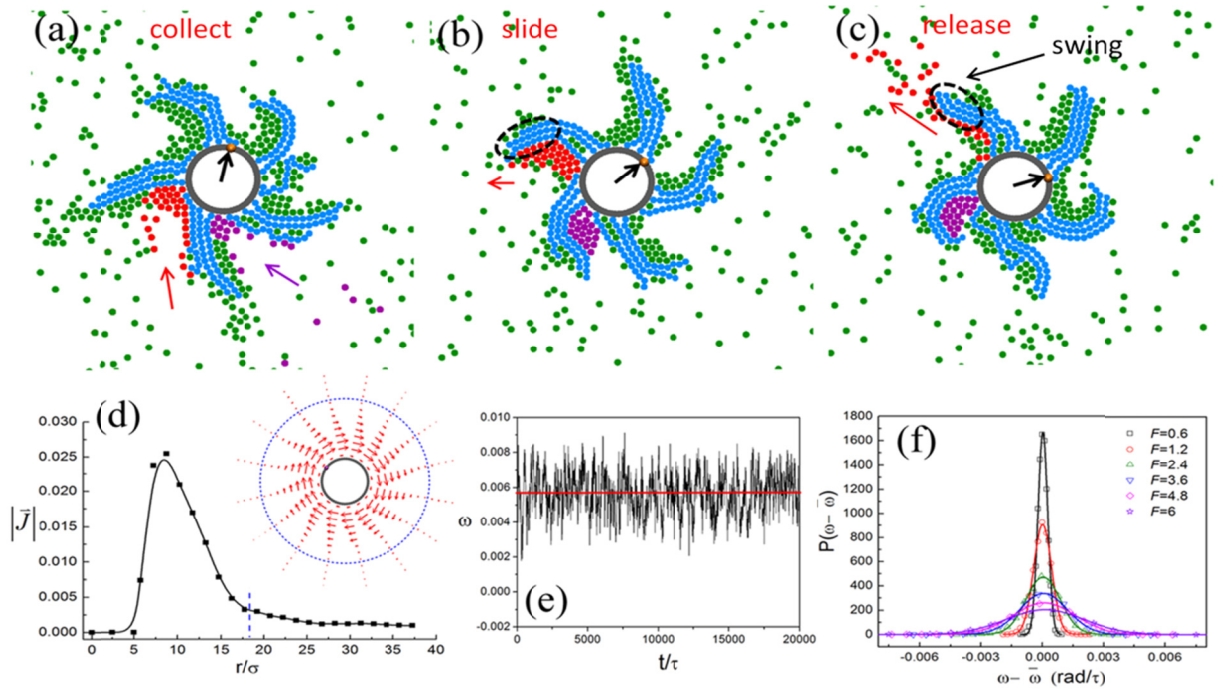 (a) collect
(b) slide
(c) release
swing
(d)
0.030
0.025
0.020
0.015
0.010
0.005
0.000
|J⃗|
0 5 10 15 20 25 30 35 40
r/σ
(e)
0.010
0.008
0.006
0.004
0.002
0.000
-0.002
ω
0 5000 10000 15000 20000
t/τ
(f)
1800
1600
1400
1200
1000
800
600
400
200
0
P(ω- ω̄)
F=0.6
F=1.2
F=2.4
F=3.6
F=4.8
F=6
-0.006 -0.003 0.000 0.003 0.006
ω- ω̄ (rad/τ)